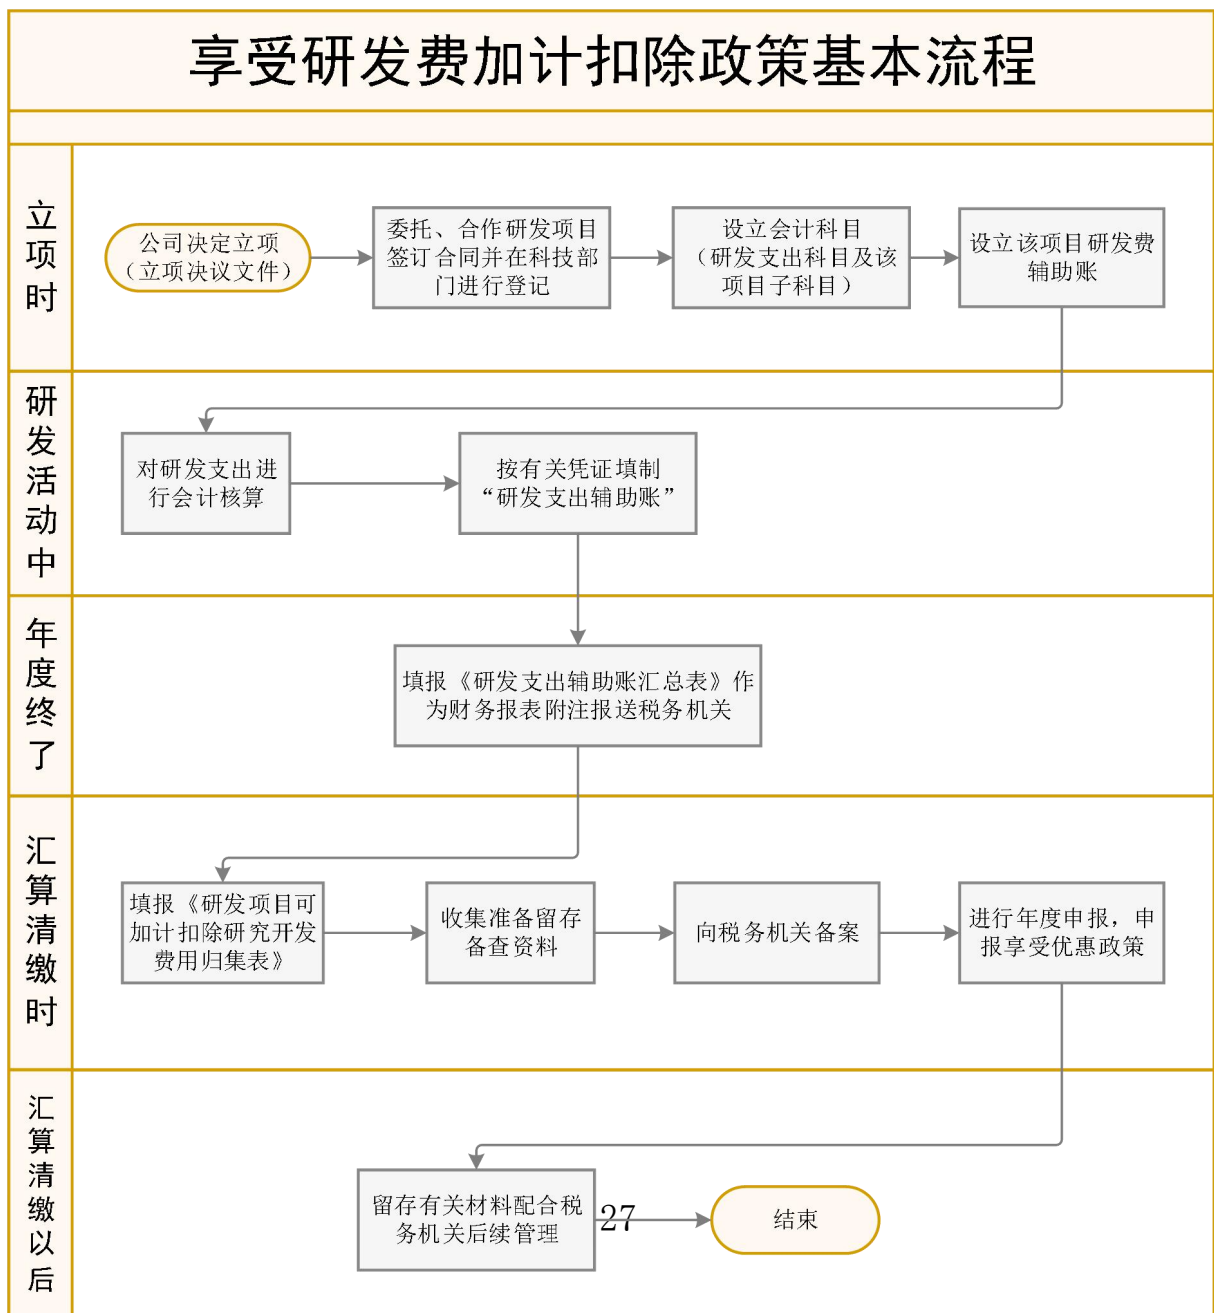 享受研发费加计扣除政策基本流程
立项时
公司决定立项
（立项决议文件）
委托、合作研发项目
签订合同并在科技部
门进行登记
设立会计科目
（研发支出科目及该
项目子科目）
设立该项目研发费
辅助账
研发活动中
对研发支出进
行会计核算
按有关凭证填制
“研发支出辅助账”
年度终了
填报《研发支出辅助账汇总表》作
为财务报表附注报送税务机关
汇算清缴时
填报《研发项目可
加计扣除研究开发
费用归集表》
收集准备留存
备查资料
向税务机关备案
进行年度申报，申
报享受优惠政策
汇算清缴以后
留存有关材料配合税
务机关后续管理
27
结束